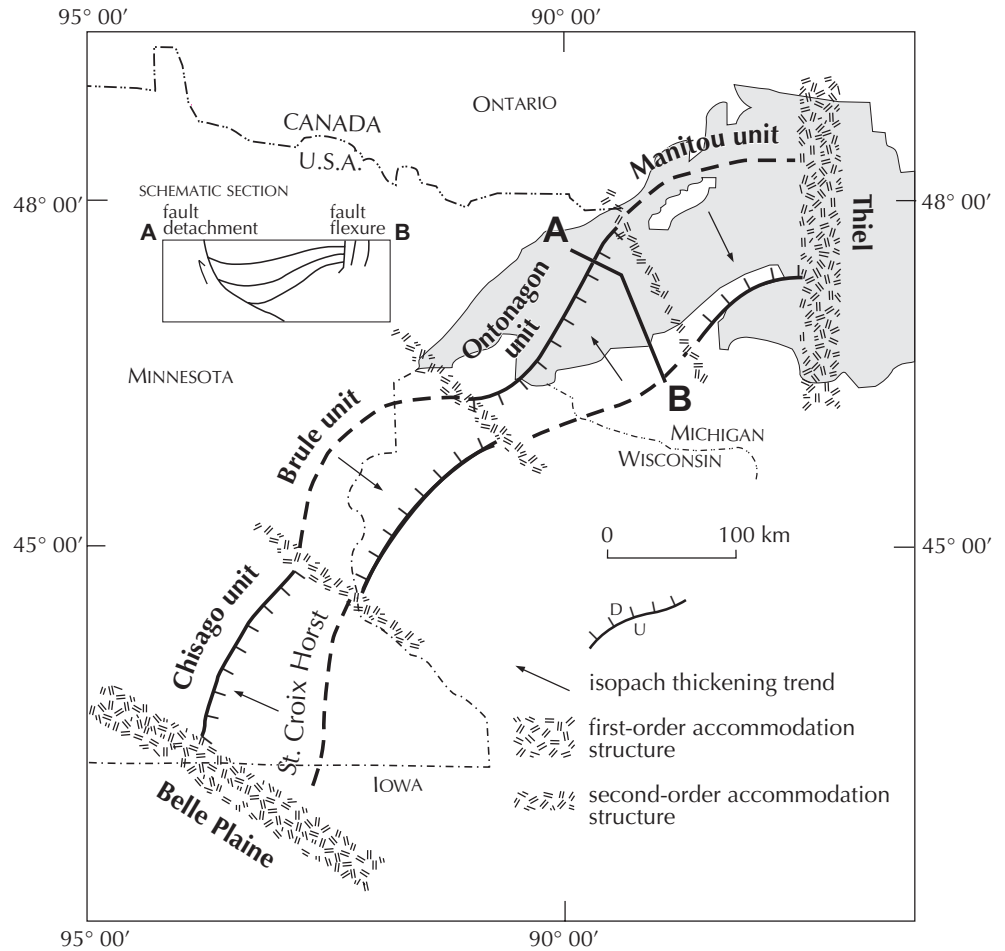 95° 00′
90° 00′
ONTARIO
CANADA
U.S.A.
Manitou unit
SCHEMATIC SECTION
48° 00′
48° 00′
fault
detachment
fault
flexure
A
B
Thiel
A
Ontonagon
unit
MINNESOTA
B
Brule unit
MICHIGAN
WISCONSIN
45° 00′
45° 00′
0
100 km
Chisago unit
D
U
St. Croix Horst
isopach thickening trend
first-order accommodation
structure
IOWA
second-order accommodation
structure
Belle Plaine
95° 00′
90° 00′